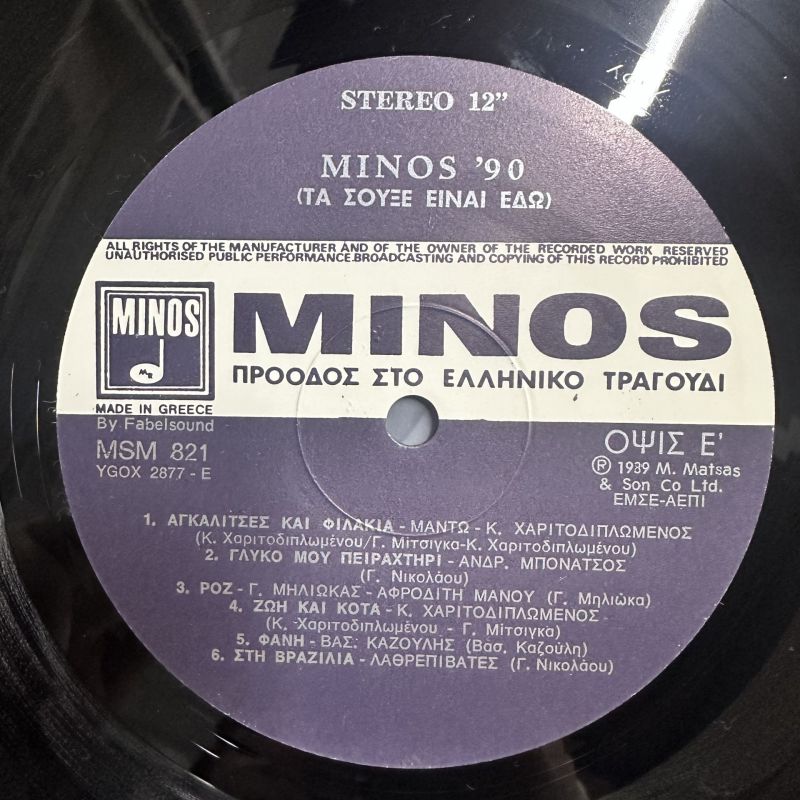 STEREO 12"
MINOS '90
(ΤΑ ΣΟΥΞΕ ΕΙΝΑΙ ΕΔΩ)
ALL RIGHTS OF THE MANUFACTURER AND OF THE OWNER OF THE RECORDED WORK RESERVED
UNAUTHORISED PUBLIC PERFORMANCE.BROADCASTING AND COPYING OF THIS RECORD PROHIBITED
MINOS
MR
MINOS
ΠΡΟΟΔΟΣ ΣΤΟ ΕΛΛΗΝΙΚΟ ΤΡΑΓΟΥΔΙ
MADE IN GREECE
By Fabelsound
MSM 821
YGOX 2877 - E
ΟΨΙΣ Ε'
℗ 1989 M. Matsas
& Son Co Ltd.
ΕΜΣΕ-ΑΕΠΙ
1. ΑΓΚΑΛΙΤΣΕΣ ΚΑΙ ΦΙΛΑΚΙΑ - ΜΑΝΤΩ - Κ. ΧΑΡΙΤΟΔΙΠΛΩΜΕΝΟΣ
(Κ. Χαριτοδιπλωμένου/Γ. Μίτσιγκα-Κ. Χαριτοδιπλωμένου)
2. ΓΛΥΚΟ ΜΟΥ ΠΕΙΡΑΧΤΗΡΙ - ΑΝΔΡ. ΜΠΟΝΑΤΣΟΣ
(Γ. Νικολάου)
3. ΡΟΖ - Γ. ΜΗΛΙΩΚΑΣ - ΑΦΡΟΔΙΤΗ ΜΑΝΟΥ (Γ. Μηλιώκα)
4. ΖΩΗ ΚΑΙ ΚΟΤΑ - Κ. ΧΑΡΙΤΟΔΙΠΛΩΜΕΝΟΣ
(Κ. Χαριτοδιπλωμένου - Γ. Μίτσιγκα)
5. ΦΑΝΗ - ΒΑΣ. ΚΑΖΟΥΛΗΣ (Βασ. Καζούλη)
6. ΣΤΗ ΒΡΑΖΙΛΙΑ - ΛΑΘΡΕΠΙΒΑΤΕΣ (Γ. Νικολάου)